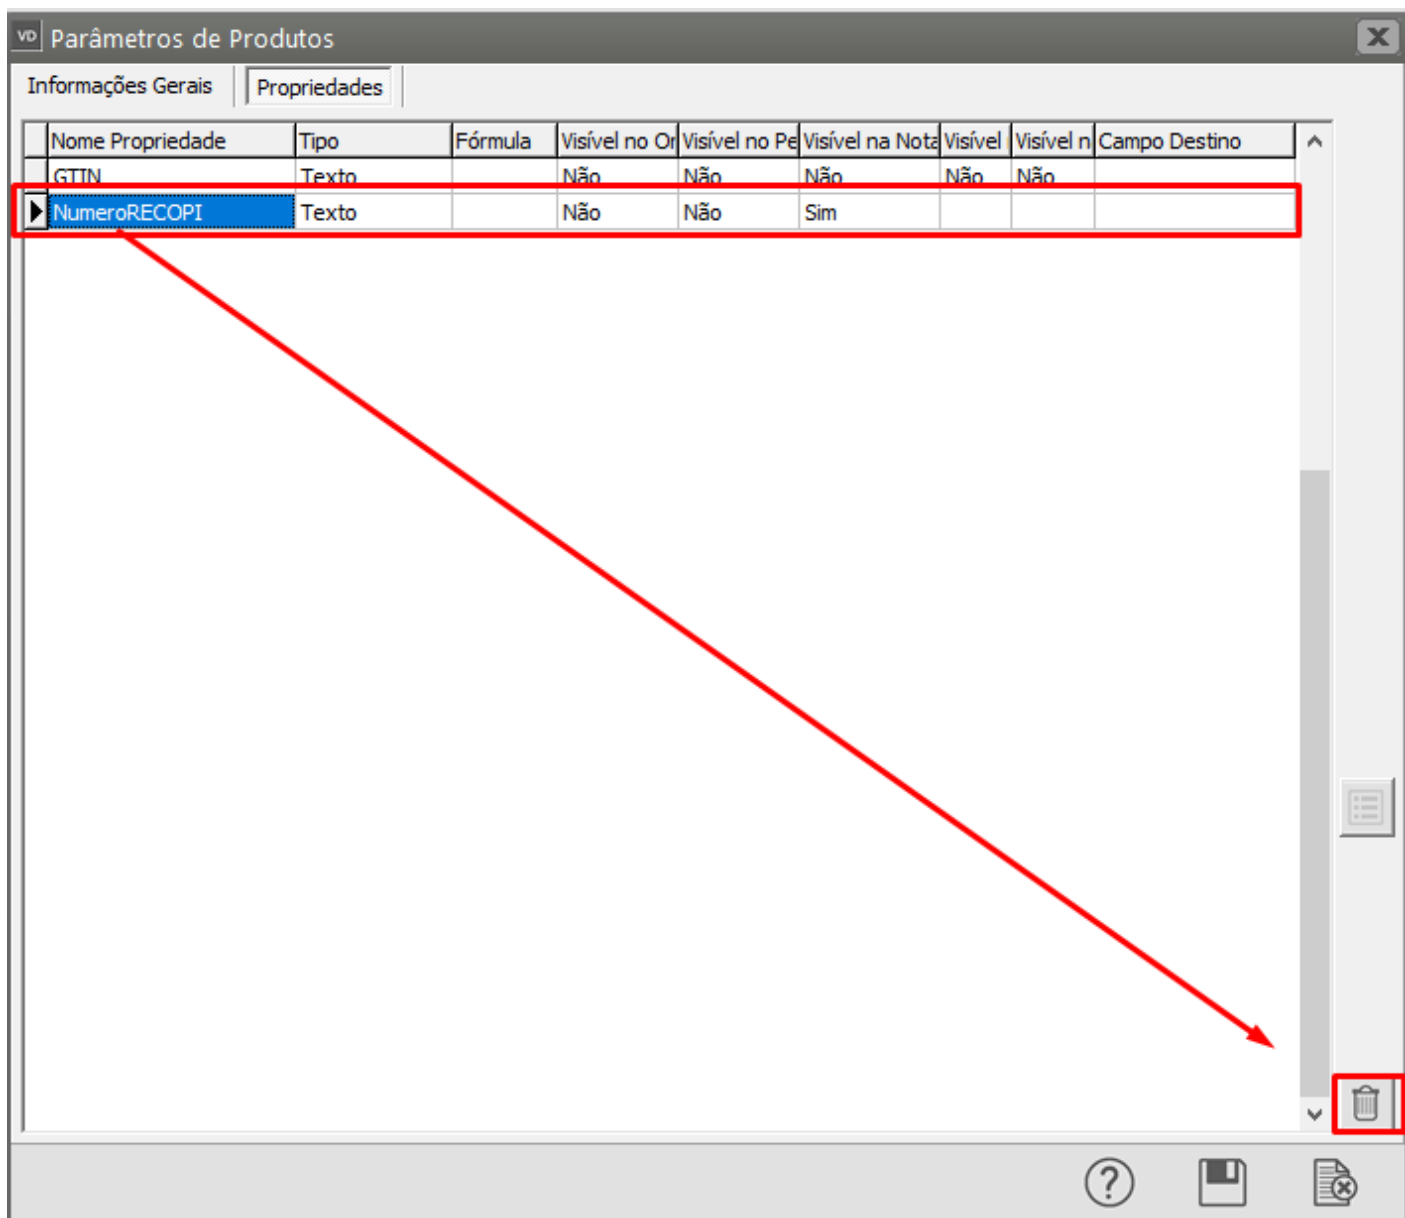 VD Parâmetros de Produtos
Informações Gerais Propriedades
Nome Propriedade Tipo Fórmula Visível no Or Visível no Pe Visível na Nota Visível Visível n Campo Destino
GTIN Texto Não Não Não Não Não
NumeroRECOPI Texto Não Não Sim
?